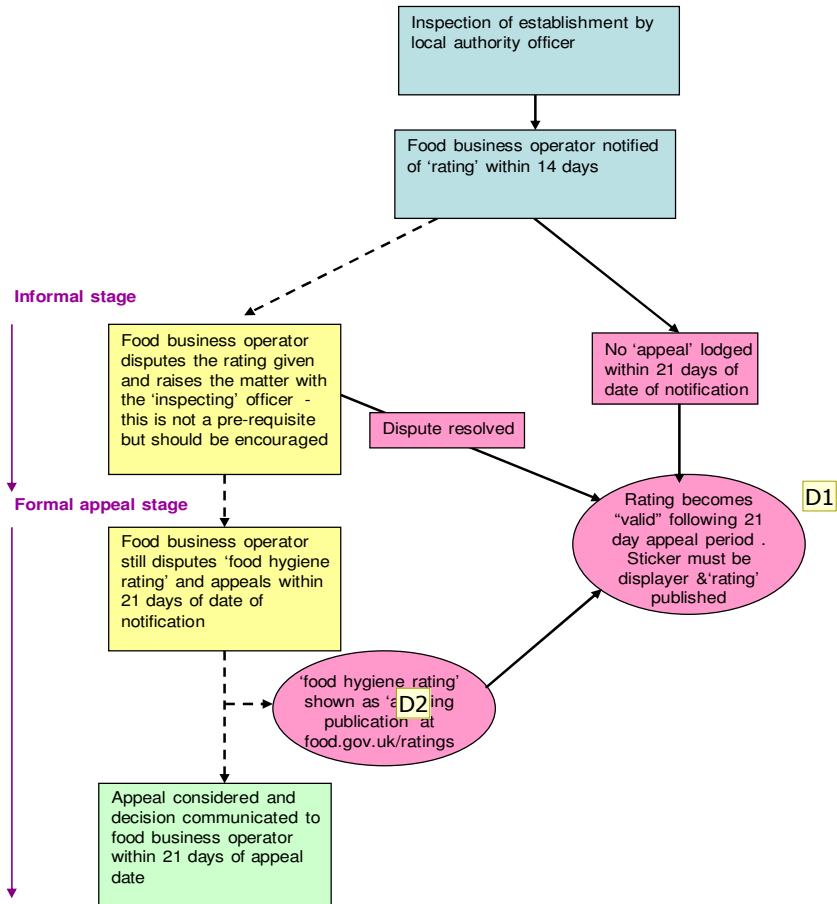 Inspection of establishment by
local authority officer
Food business operator notified
of ‘rating’ within 14 days
Informal stage
Food business operator
disputes the rating given
and raises the matter with
the ‘inspecting’ officer -
this is not a pre-requisite
but should be encouraged
No ‘appeal’ lodged
within 21 days of
date of notification
Dispute resolved
Formal appeal stage
Rating becomes
“valid” following 21
day appeal period .
Sticker must be
displayer &‘rating’
published
D1
Food business operator
still disputes ‘food hygiene
rating’ and appeals within
21 days of date of
notification
‘food hygiene rating’
shown as
D2
publication at
food.gov.uk/ratings
Appeal considered and
decision communicated to
food business operator
within 21 days of appeal
date